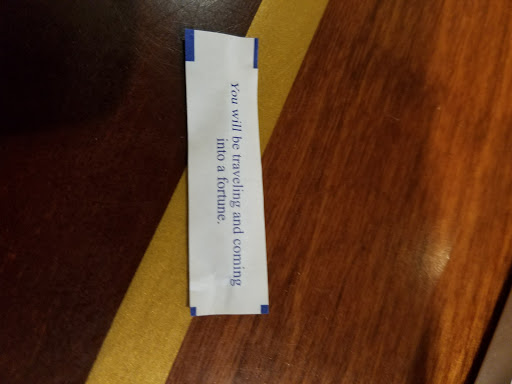 You will be traveling and coming
into a fortune.